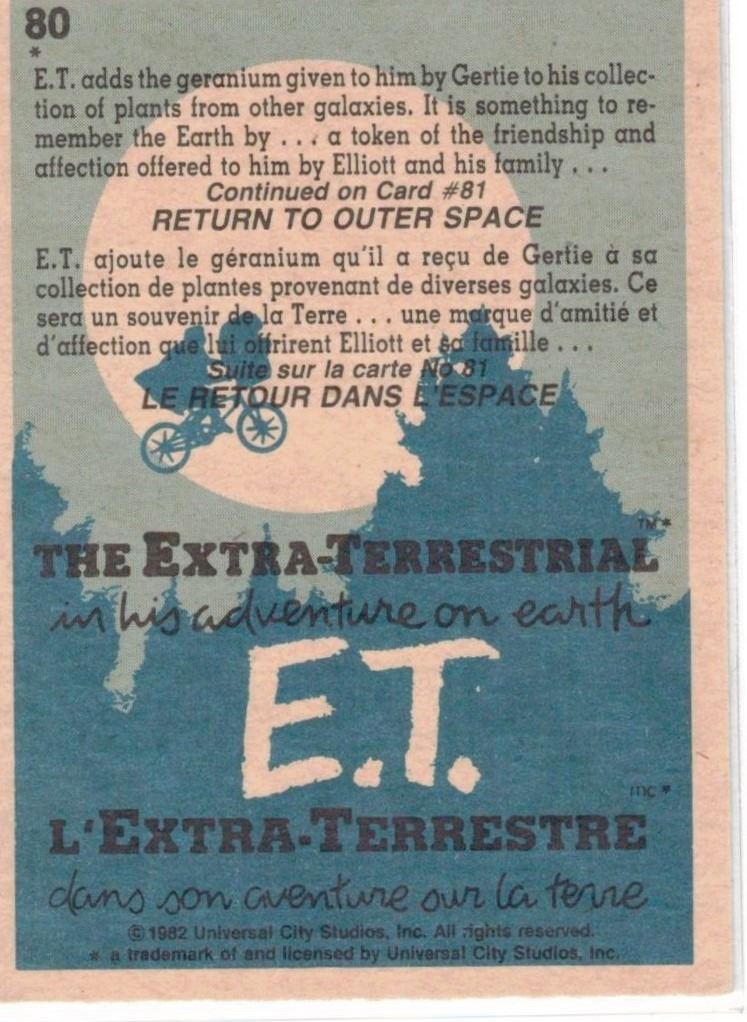 80
*
E.T. adds the geranium given to him by Gertie to his collec-
tion of plants from other galaxies. It is something to re-
member the Earth by . . . a token of the friendship and
affection offered to him by Elliott and his family . . .
Continued on Card #81
RETURN TO OUTER SPACE
E.T. ajoute le géranium qu'il a reçu de Gertie à sa
collection de plantes provenant de diverses galaxies. Ce
sera un souvenir de la Terre . . . une marque d'amitié et
d'affection que lui offrirent Elliott et sa famille . . .
Suite sur la carte No 81
LE RETOUR DANS L'ESPACE
TM*
THE EXTRA-TERRESTRIAL
in his adventure on earth
E.T.
mc*
L'EXTRA-TERRESTRE
dans son aventure sur la terre
©1982 Universal City Studios, Inc. All rights reserved.
* a trademark of and licensed by Universal City Studios, Inc.